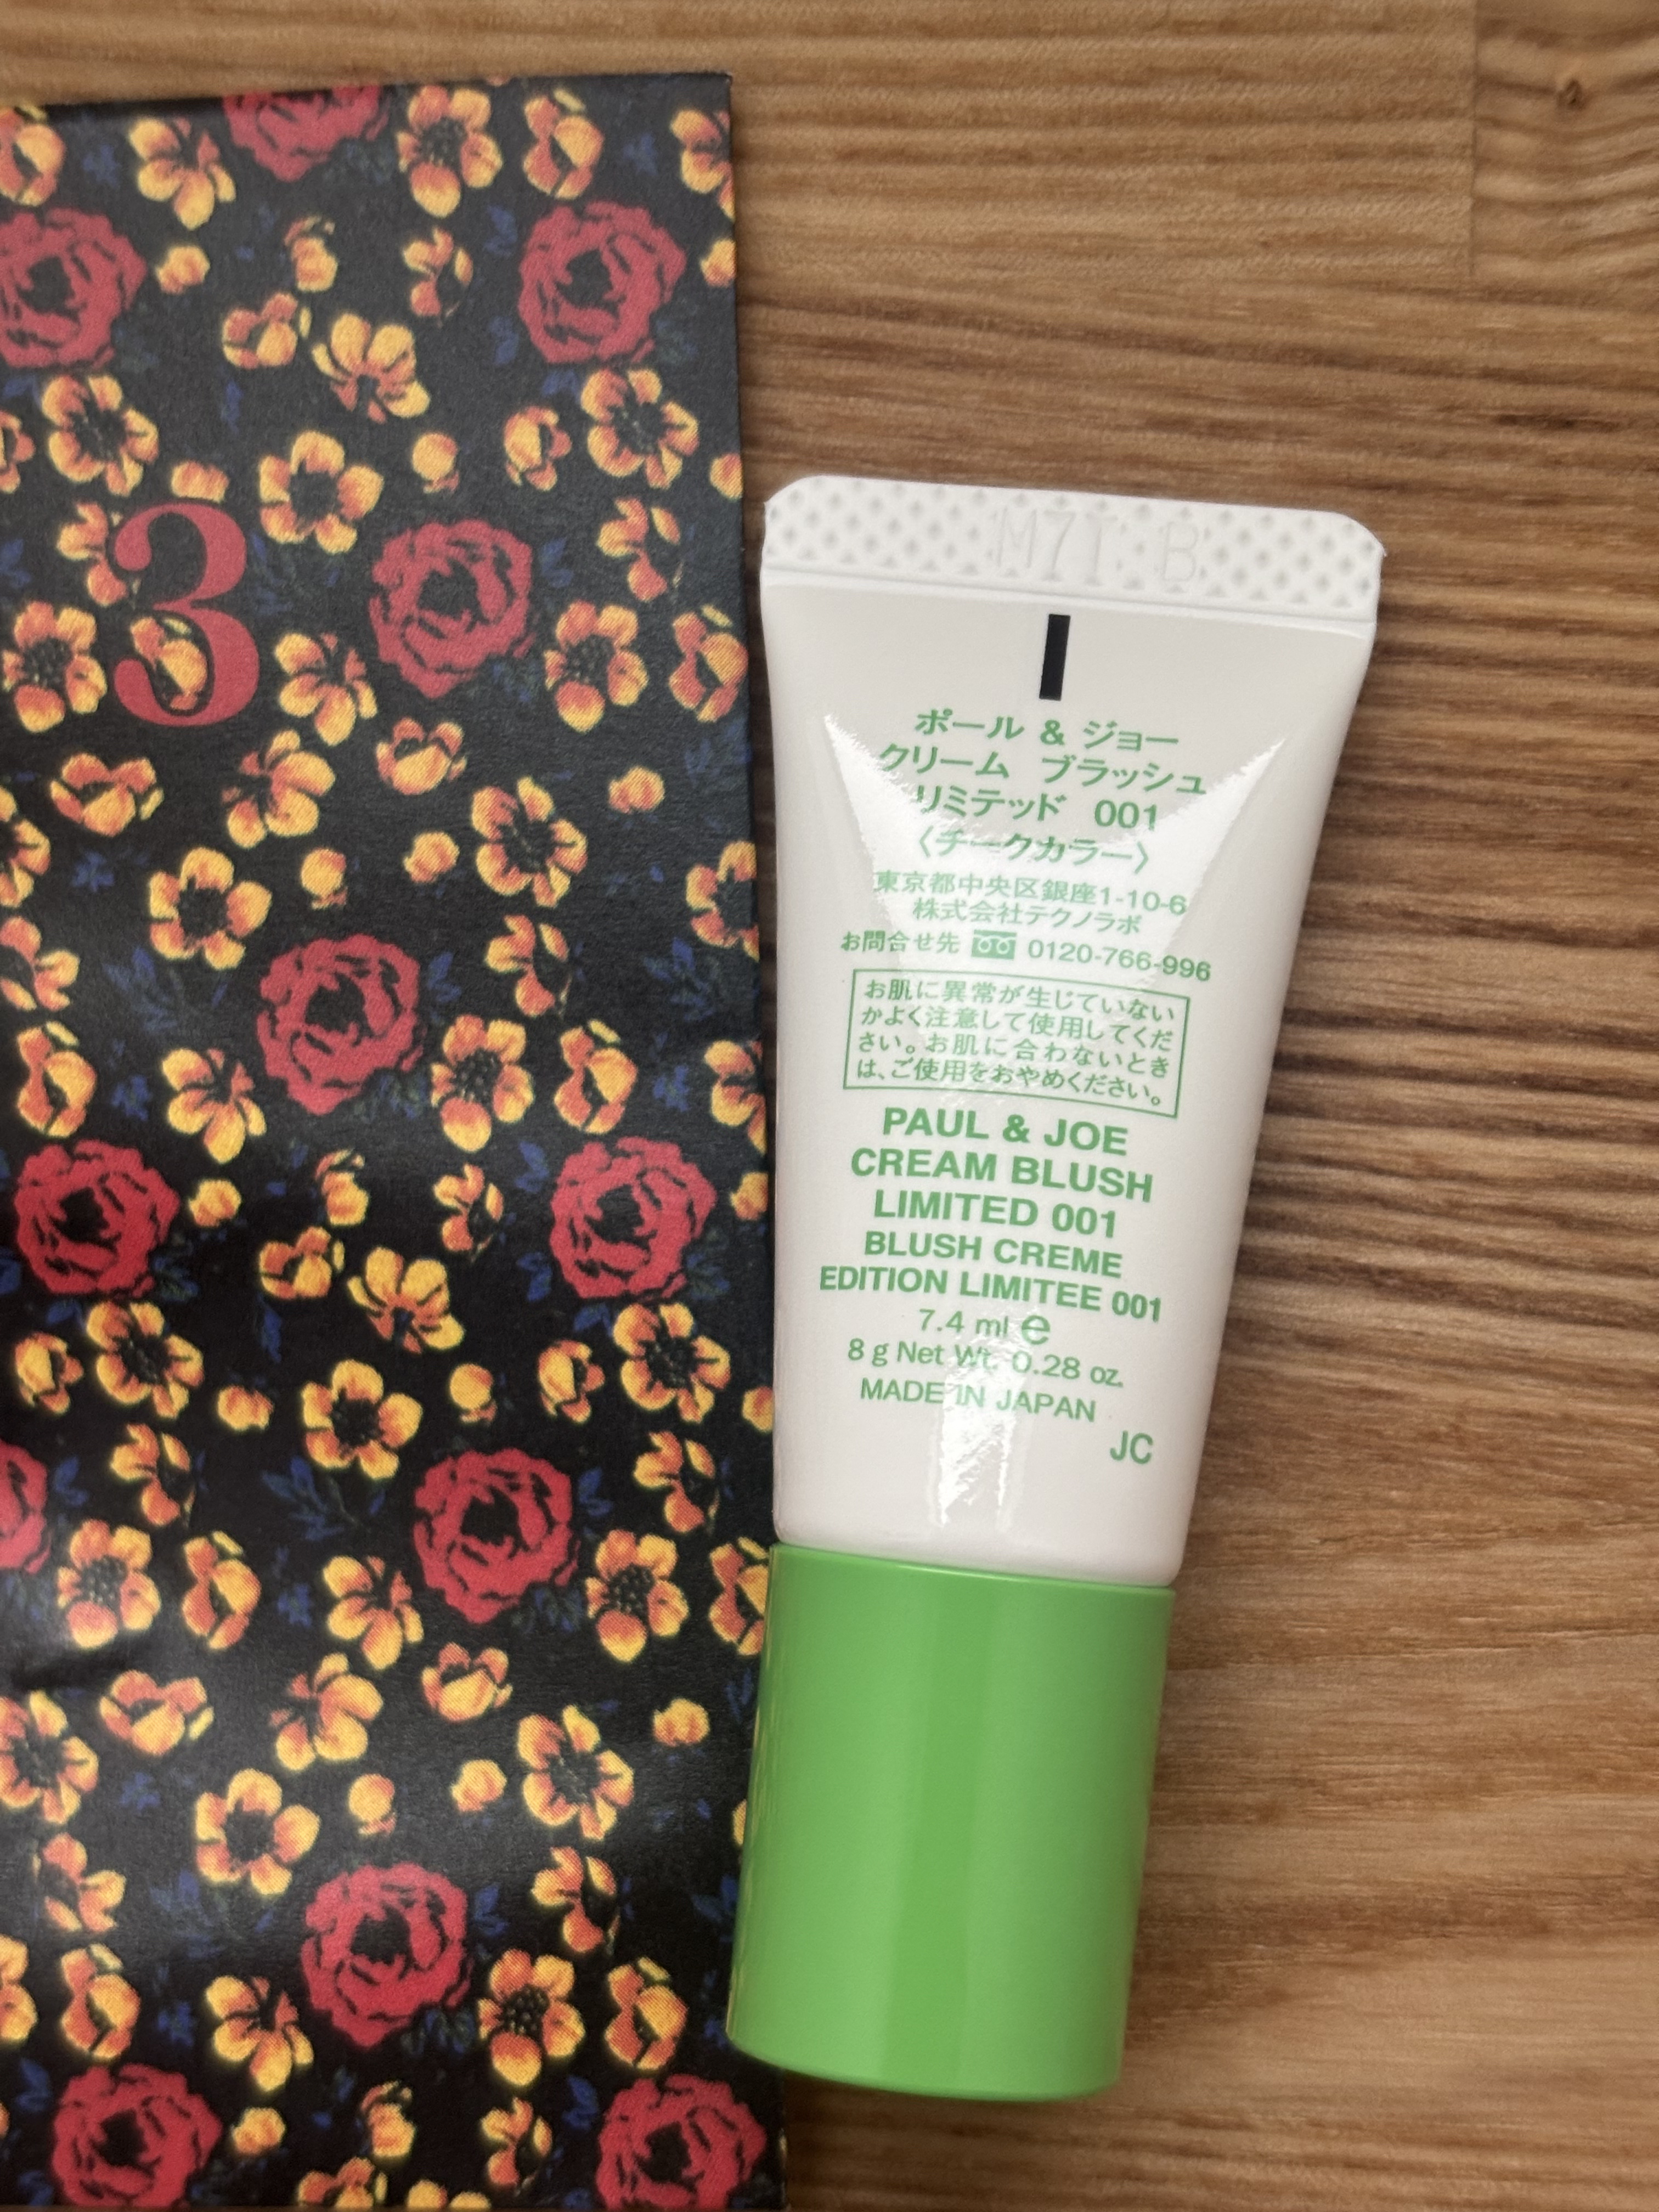 3
M7I B
ポール & ジョー
クリーム ブラッシュ
リミテッド 001
〈チークカラー〉
東京都中央区銀座1-10-6
株式会社テクノラボ
お問合せ先 0120-766-996
お肌に異常が生じていない
かよく注意して使用してくだ
さい。お肌に合わないとき
は、ご使用をおやめください。
PAUL & JOE
CREAM BLUSH
LIMITED 001
BLUSH CREME
EDITION LIMITEE 001
7.4 ml ℮
8 g Net Wt. 0.28 oz.
MADE IN JAPAN
JC